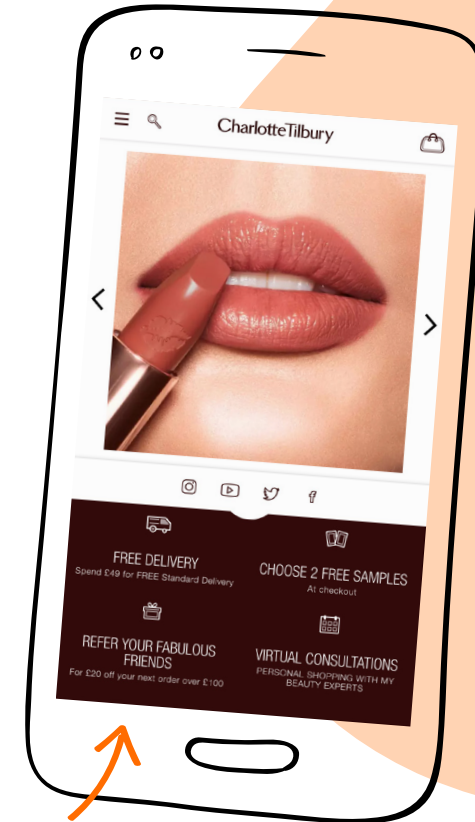 CharlotteTilbury
FREE DELIVERY
Spend £49 for FREE Standard Delivery
CHOOSE 2 FREE SAMPLES
At checkout
REFER YOUR FABULOUS
FRIENDS
For £20 off your next order over £100
VIRTUAL CONSULTATIONS
PERSONAL SHOPPING WITH MY
BEAUTY EXPERTS